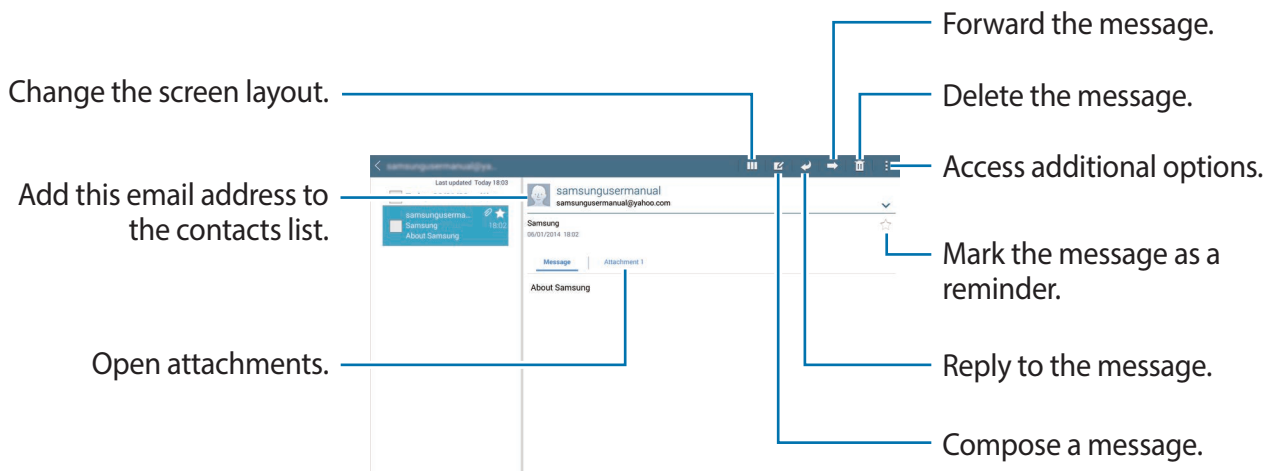 Forward the message.
Change the screen layout.
Delete the message.
Access additional options.
Last updated Today 18:03
Add this email address to
the contacts list.
samsungusermanual
samsungusermanual@yahoo.com
samsunguserma...
Samsung 18:02
About Samsung
Samsung
06/01/2014 18:02
Mark the message as a
reminder.
Message Attachment 1
About Samsung
Open attachments.
Reply to the message.
Compose a message.